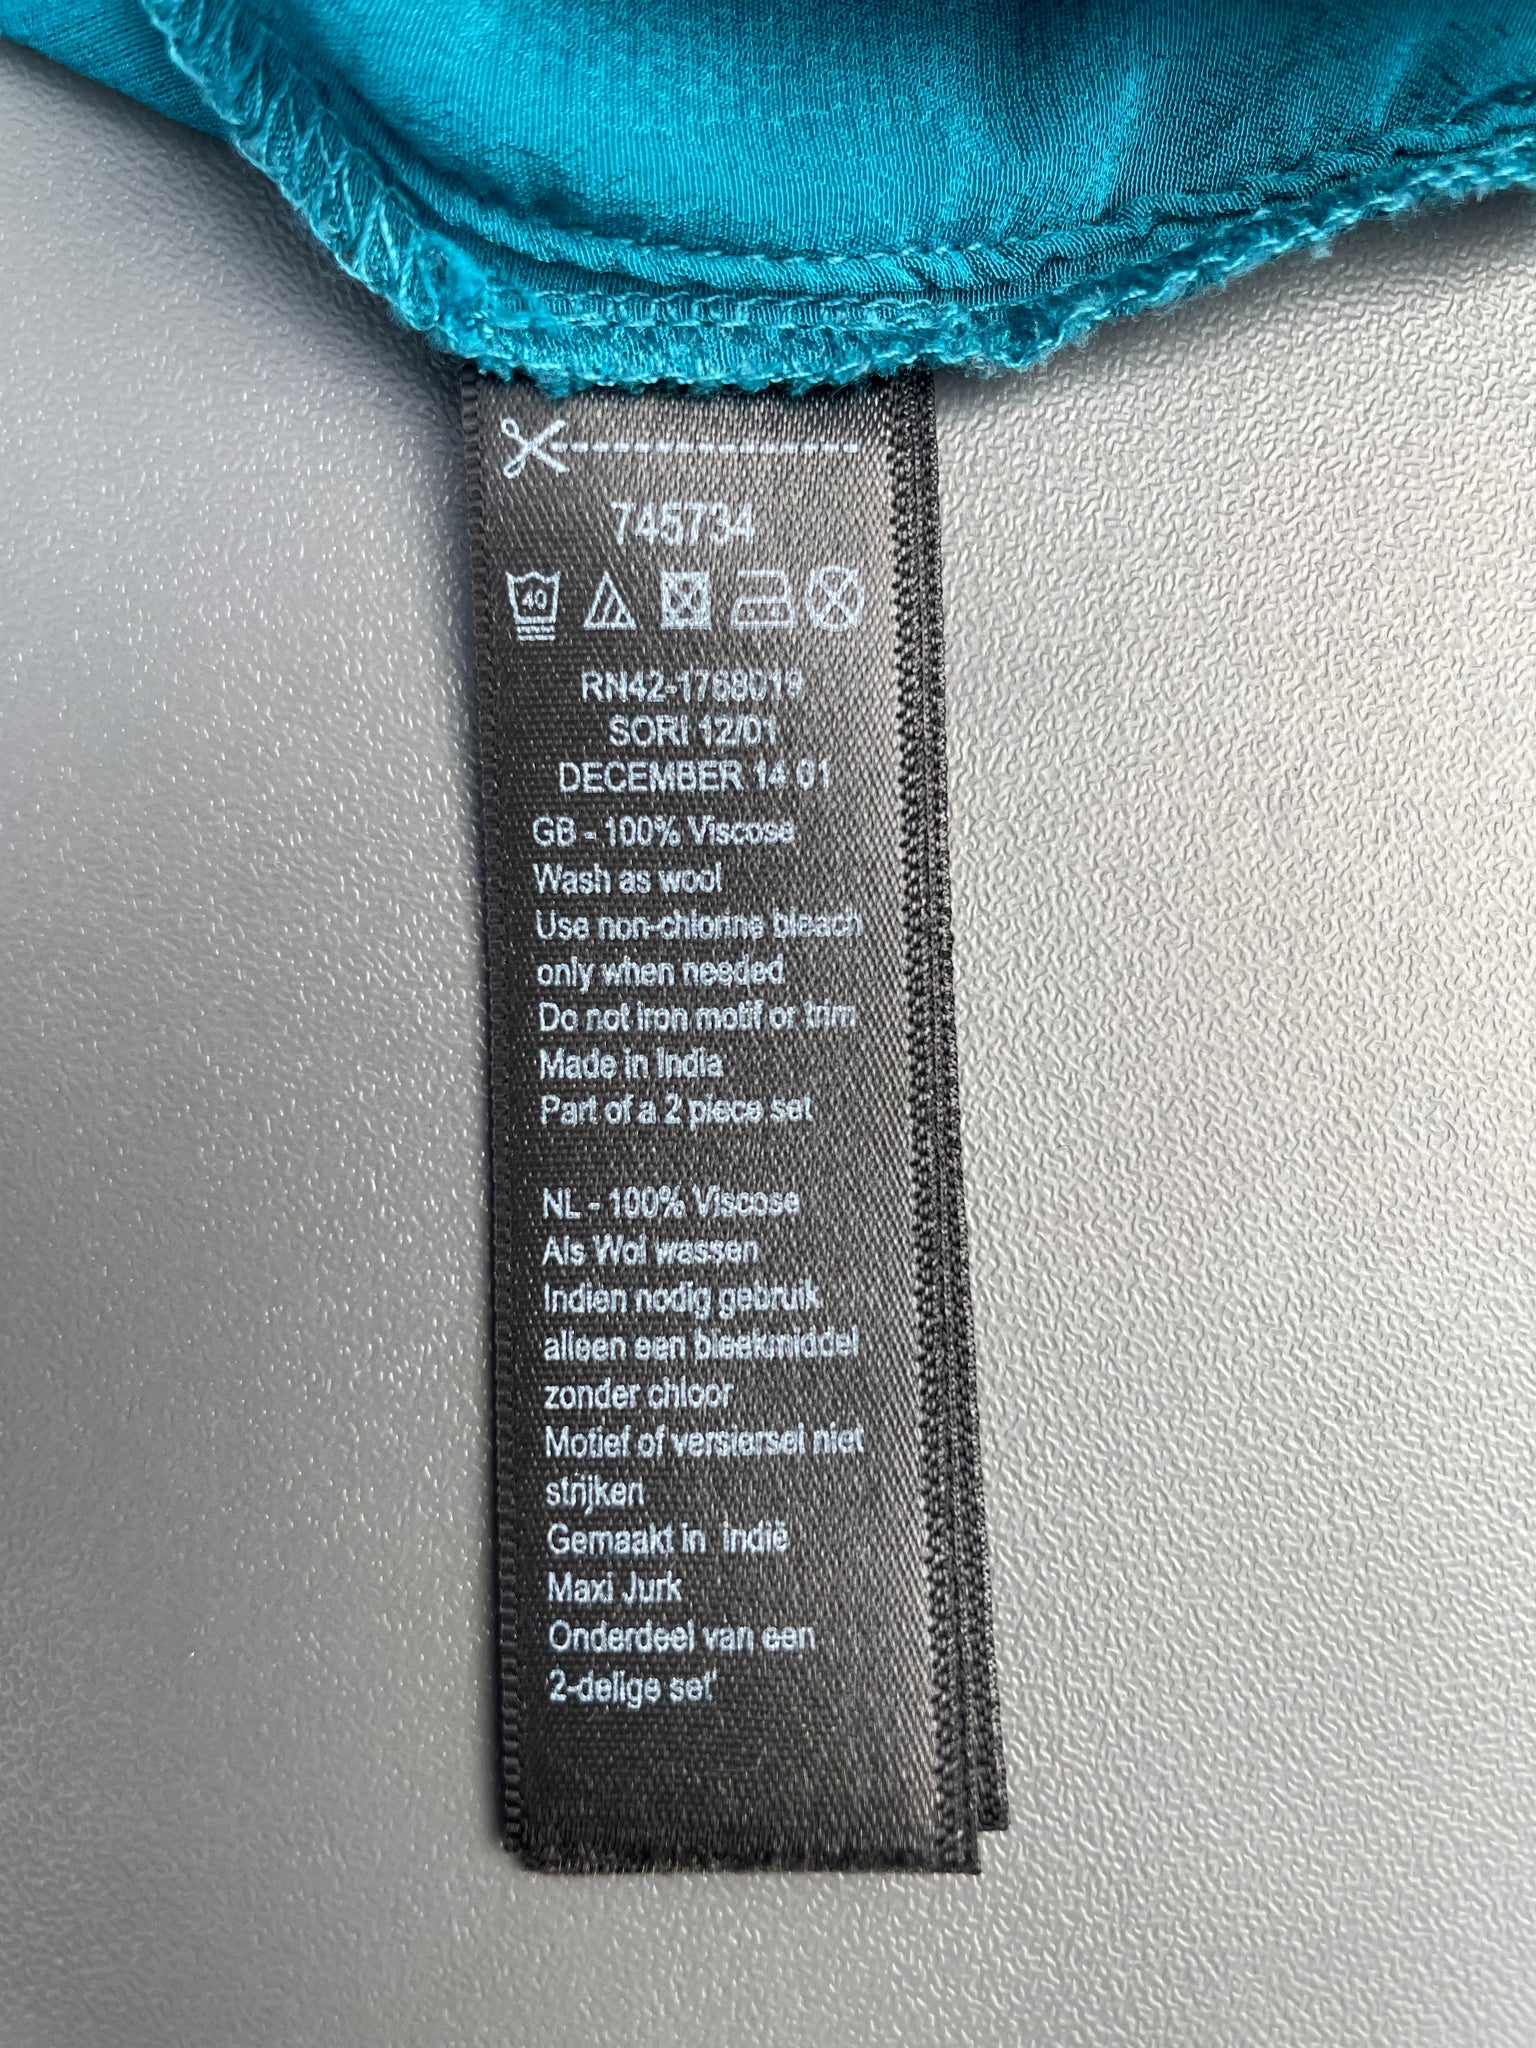 745734
40
RN42-1768019
SORI 12/01
DECEMBER 14 01
GB - 100% Viscose
Wash as wool
Use non-chlorine bleach
only when needed
Do not iron motif or trim
Made in India
Part of a 2 piece set
NL - 100% Viscose
Als Wol wassen
Indien nodig gebruik
alleen een bleekmiddel
zonder chloor
Motief of versiersel niet
strijken
Gemaakt in indië
Maxi Jurk
Onderdeel van een
2-delige set'